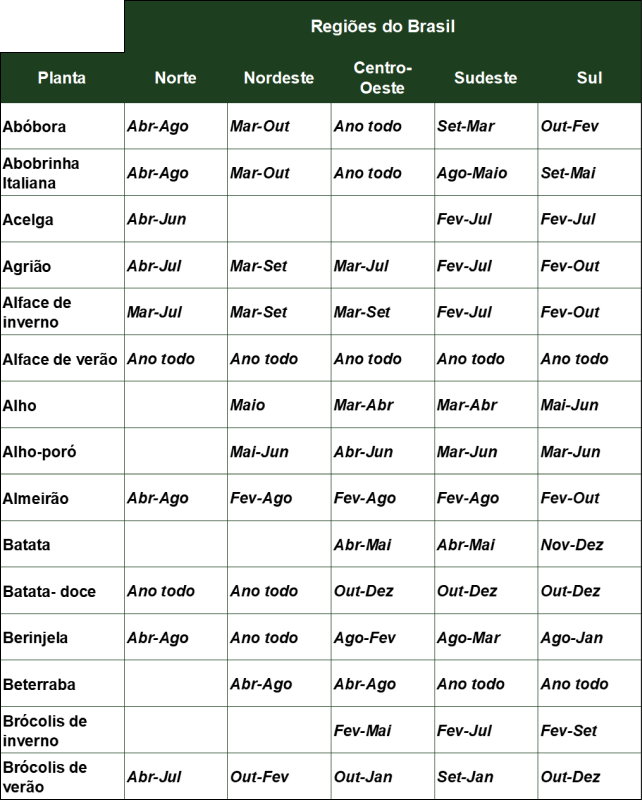 Regiões do Brasil
Planta Norte Nordeste Centro-Oeste Sudeste Sul
Abóbora Abr-Ago Mar-Out Ano todo Set-Mar Out-Fev
Abobrinha Italiana Abr-Ago Mar-Out Ano todo Ago-Maio Set-Mai
Acelga Abr-Jun Fev-Jul Fev-Jul
Agrião Abr-Jul Mar-Set Mar-Jul Fev-Jul Fev-Out
Alface de inverno Mar-Jul Mar-Set Mar-Set Fev-Jul Fev-Out
Alface de verão Ano todo Ano todo Ano todo Ano todo Ano todo
Alho Maio Mar-Abr Mar-Abr Mai-Jun
Alho-poró Mai-Jun Abr-Jun Mar-Jun Mar-Jun
Almeirão Abr-Ago Fev-Ago Fev-Ago Fev-Ago Fev-Out
Batata Abr-Mai Abr-Mai Nov-Dez
Batata- doce Ano todo Ano todo Out-Dez Out-Dez Out-Dez
Berinjela Abr-Ago Ano todo Ago-Fev Ago-Mar Ago-Jan
Beterraba Abr-Ago Abr-Ago Ano todo Ano todo
Brócolis de inverno Fev-Mai Fev-Jul Fev-Set
Brócolis de verão Abr-Jul Out-Fev Out-Jan Set-Jan Out-Dez